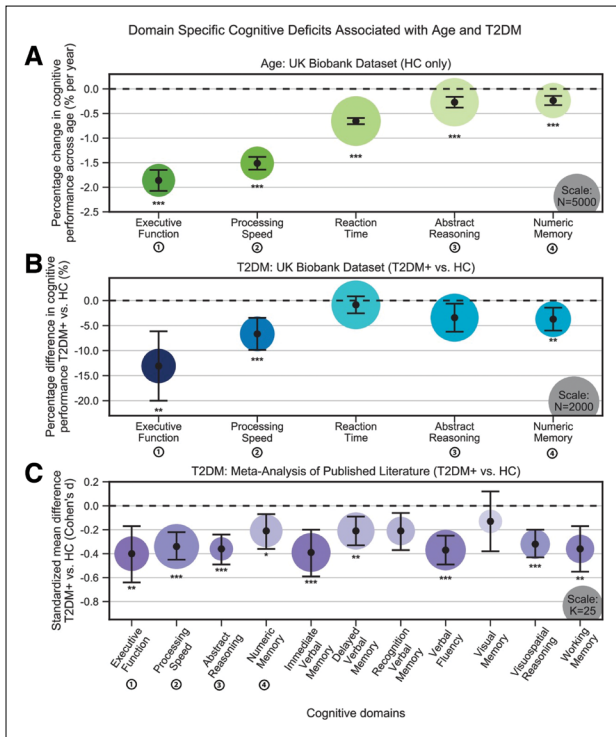 Domain Specific Cognitive Deficits Associated with Age and T2DM
A
Age: UK Biobank Dataset (HC only)
Percentage change in cognitive
performance across age (% per year)
0.0
-0.5
-1.0
-1.5
-2.0
-2.5
***
***
***
***
***
Scale:
N=5000
Executive
Function
Processing
Speed
Reaction
Time
Abstract
Reasoning
Numeric
Memory
①
②
③
④
B
T2DM: UK Biobank Dataset (T2DM+ vs. HC)
Percentage difference in cognitive
performance T2DM+ vs. HC (%)
0.0
-5.0
-10.0
-15.0
-20.0
**
***
**
Scale:
N=2000
Executive
Function
Processing
Speed
Reaction
Time
Abstract
Reasoning
Numeric
Memory
①
②
③
④
C
T2DM: Meta-Analysis of Published Literature (T2DM+ vs. HC)
Standardized mean difference
T2DM+ vs. HC (Cohen's d)
0.2
0.0
-0.2
-0.4
-0.6
-0.8
**
***
***
*
***
**
***
***
**
Scale:
K=25
Executive
Function
Processing
Speed
Abstract
Reasoning
Numeric
Memory
Immediate
Verbal
Memory
Delayed
Verbal
Memory
Recognition
Verbal
Memory
Verbal
Fluency
Visual
Memory
Visuospatial
Reasoning
Working
Memory
①
②
③
④
Cognitive domains